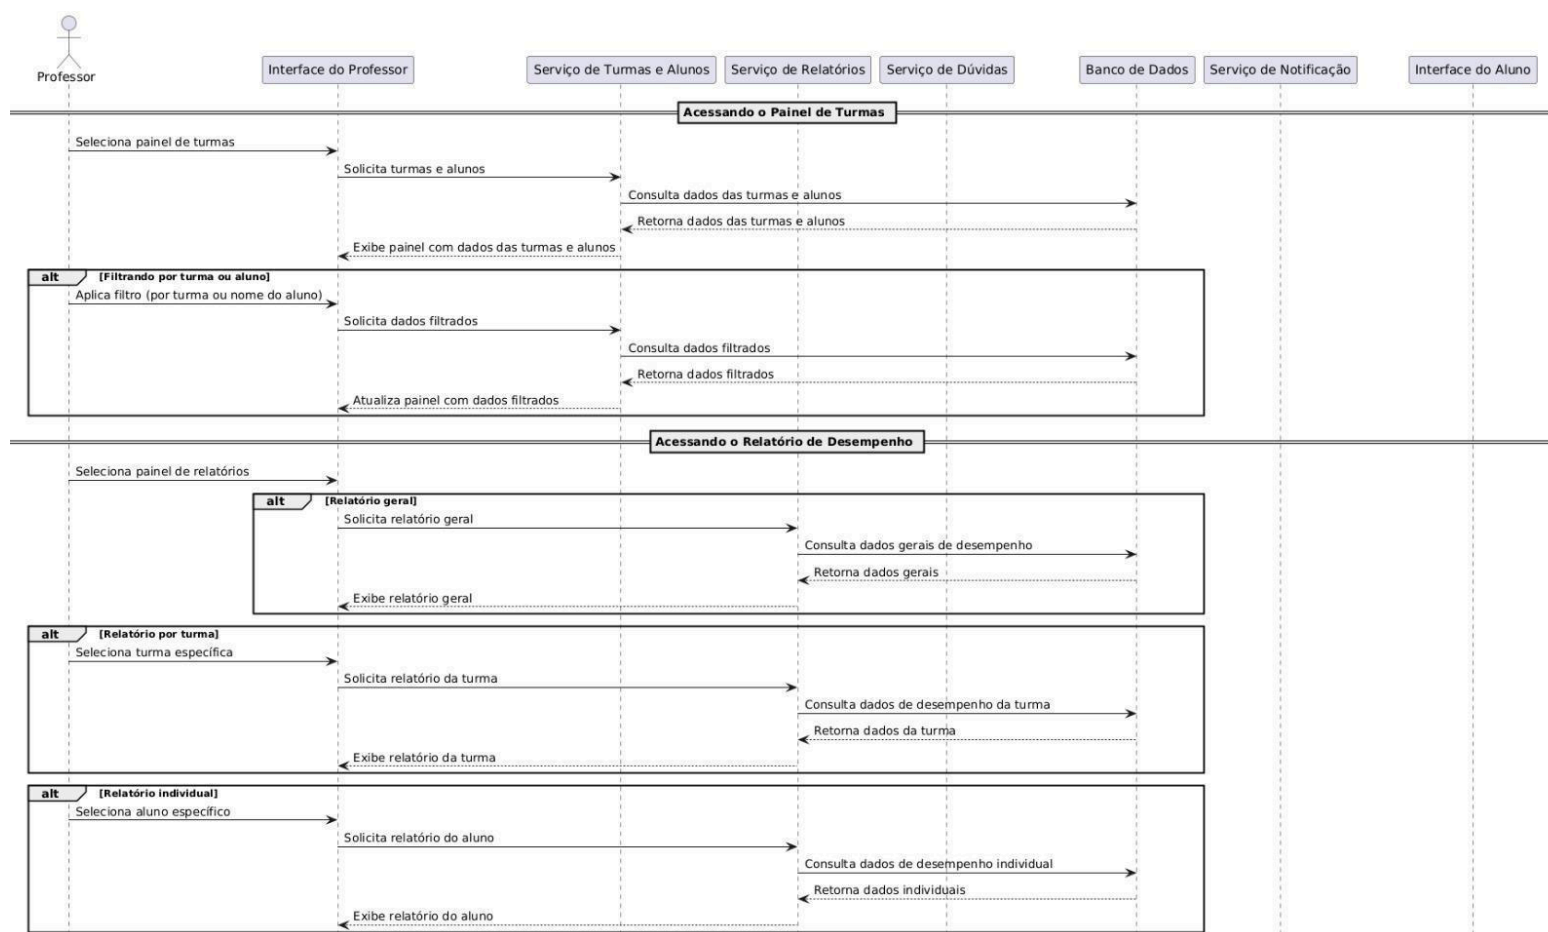 Professor
Interface do Professor
Serviço de Turmas e Alunos
Serviço de Relatórios
Serviço de Dúvidas
Banco de Dados
Serviço de Notificação
Interface do Aluno
Acessando o Painel de Turmas
Seleciona painel de turmas
Solicita turmas e alunos
Consulta dados das turmas e alunos
Retorna dados das turmas e alunos
Exibe painel com dados das turmas e alunos
alt [Filtrando por turma ou aluno]
Aplica filtro (por turma ou nome do aluno)
Solicita dados filtrados
Consulta dados filtrados
Retorna dados filtrados
Atualiza painel com dados filtrados
Acessando o Relatório de Desempenho
Seleciona painel de relatórios
alt [Relatório geral]
Solicita relatório geral
Consulta dados gerais de desempenho
Retorna dados gerais
Exibe relatório geral
alt [Relatório por turma]
Seleciona turma específica
Solicita relatório da turma
Consulta dados de desempenho da turma
Retorna dados da turma
Exibe relatório da turma
alt [Relatório individual]
Seleciona aluno específico
Solicita relatório do aluno
Consulta dados de desempenho individual
Retorna dados individuais
Exibe relatório do aluno